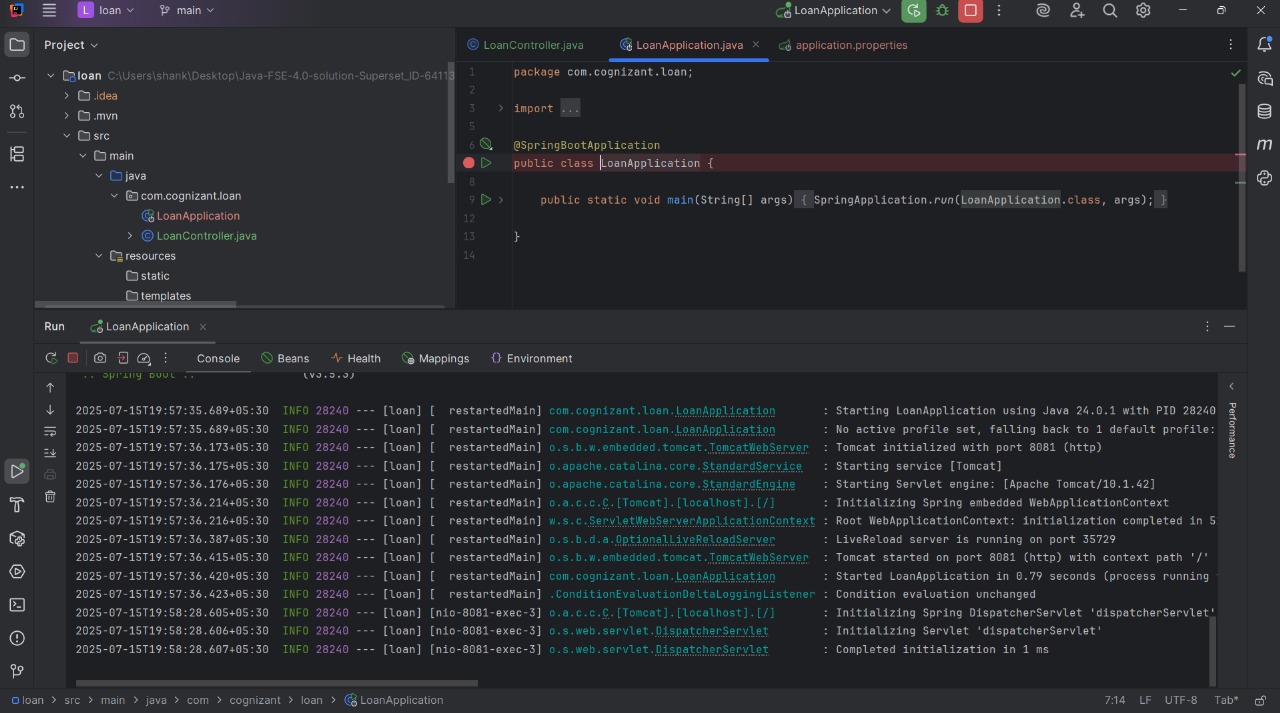 L loan main LoanApplication
Project
LoanController.java LoanApplication.java application.properties
loan C:\Users\shank\Desktop\Java-FSE-4.0-solution-Superset_ID-64113
.idea
.mvn
src
main
java
com.cognizant.loan
LoanApplication
LoanController.java
resources
static
templates
1 package com.cognizant.loan;
2
3 import ...
5
6 @SpringBootApplication
public class LoanApplication {
8
9 public static void main(String[] args) { SpringApplication.run(LoanApplication.class, args); }
12
13 }
14
Run LoanApplication
Console Beans Health Mappings Environment
:: Spring Boot :: (v3.5.3)
2025-07-15T19:57:35.689+05:30 INFO 28240 --- [loan] [ restartedMain] com.cognizant.loan.LoanApplication : Starting LoanApplication using Java 24.0.1 with PID 28240
2025-07-15T19:57:35.689+05:30 INFO 28240 --- [loan] [ restartedMain] com.cognizant.loan.LoanApplication : No active profile set, falling back to 1 default profile:
2025-07-15T19:57:36.173+05:30 INFO 28240 --- [loan] [ restartedMain] o.s.b.w.embedded.tomcat.TomcatWebServer : Tomcat initialized with port 8081 (http)
2025-07-15T19:57:36.175+05:30 INFO 28240 --- [loan] [ restartedMain] o.apache.catalina.core.StandardService : Starting service [Tomcat]
2025-07-15T19:57:36.176+05:30 INFO 28240 --- [loan] [ restartedMain] o.apache.catalina.core.StandardEngine : Starting Servlet engine: [Apache Tomcat/10.1.42]
2025-07-15T19:57:36.214+05:30 INFO 28240 --- [loan] [ restartedMain] o.a.c.c.C.[Tomcat].[localhost].[/] : Initializing Spring embedded WebApplicationContext
2025-07-15T19:57:36.216+05:30 INFO 28240 --- [loan] [ restartedMain] w.s.c.ServletWebServerApplicationContext : Root WebApplicationContext: initialization completed in 5
2025-07-15T19:57:36.387+05:30 INFO 28240 --- [loan] [ restartedMain] o.s.b.d.a.OptionalLiveReloadServer : LiveReload server is running on port 35729
2025-07-15T19:57:36.415+05:30 INFO 28240 --- [loan] [ restartedMain] o.s.b.w.embedded.tomcat.TomcatWebServer : Tomcat started on port 8081 (http) with context path '/'
2025-07-15T19:57:36.420+05:30 INFO 28240 --- [loan] [ restartedMain] com.cognizant.loan.LoanApplication : Started LoanApplication in 0.79 seconds (process running
2025-07-15T19:57:36.423+05:30 INFO 28240 --- [loan] [ restartedMain] .ConditionEvaluationDeltaLoggingListener : Condition evaluation unchanged
2025-07-15T19:58:28.605+05:30 INFO 28240 --- [loan] [nio-8081-exec-3] o.a.c.c.C.[Tomcat].[localhost].[/] : Initializing Spring DispatcherServlet 'dispatcherServlet'
2025-07-15T19:58:28.606+05:30 INFO 28240 --- [loan] [nio-8081-exec-3] o.s.web.servlet.DispatcherServlet : Initializing Servlet 'dispatcherServlet'
2025-07-15T19:58:28.607+05:30 INFO 28240 --- [loan] [nio-8081-exec-3] o.s.web.servlet.DispatcherServlet : Completed initialization in 1 ms
Performance
loan > src > main > java > com > cognizant > loan > LoanApplication 7:14 LF UTF-8 Tab*